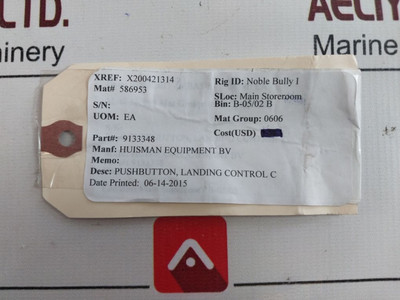 LTD.
AELIY
hinery
Marine
XREF: X200421314
Rig ID: Noble Bully I
Mat# 586953
SLoc: Main Storeroom
S/N:
Bin: B-05/02 B
UOM: EA
Mat Group: 0606
Cost(USD)
Part#: 9133348
Manf: HUISMAN EQUIPMENT BV
Memo:
Desc: PUSHBUTTON, LANDING CONTROL C
Date Printed: 06-14-2015